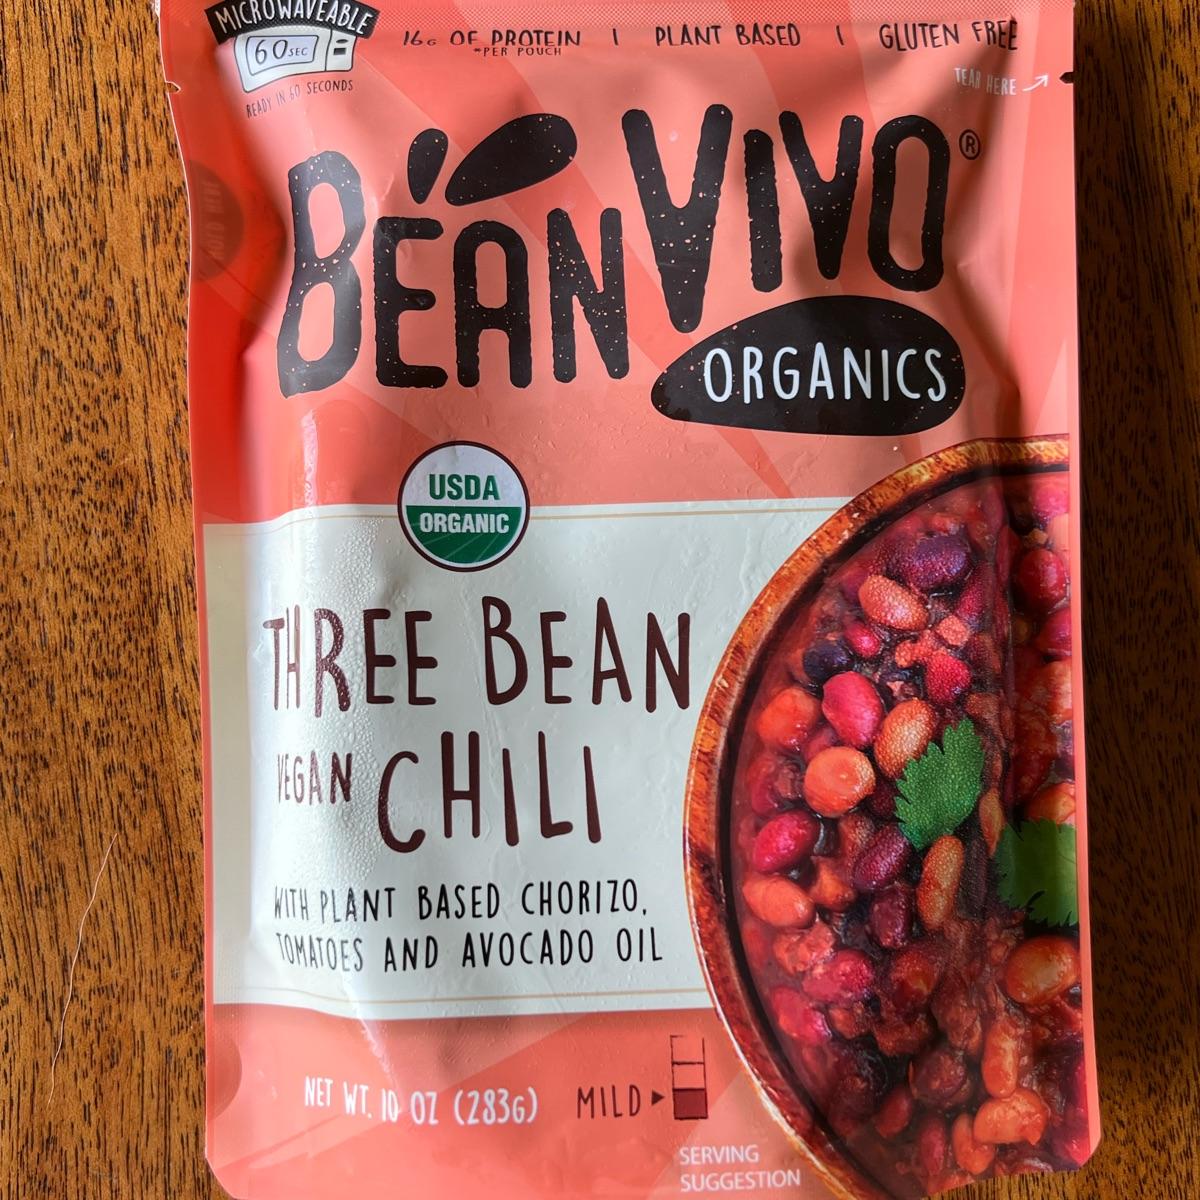 MICROWAVEABLE
60 SEC
READY IN 60 SECONDS
16G OF PROTEIN | PLANT BASED | GLUTEN FREE
*PER POUCH
TEAR HERE
BEANVIVO®
ORGANICS
HOLD HERE
USDA
ORGANIC
THREE BEAN
VEGAN CHILI
WITH PLANT BASED CHORIZO,
TOMATOES AND AVOCADO OIL
NET WT. 10 OZ (283G)
MILD
SERVING
SUGGESTION